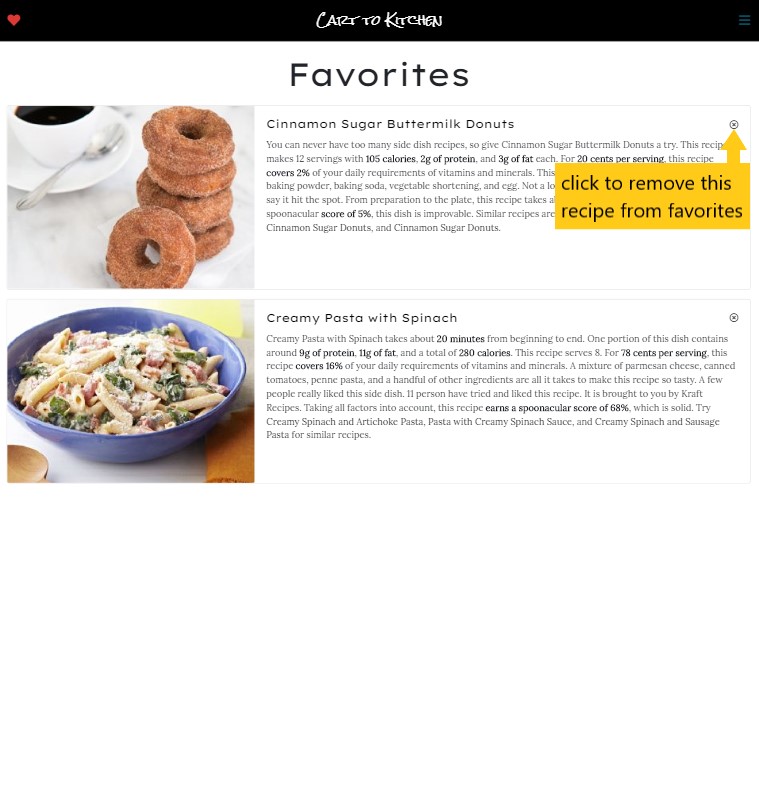 Cart to Kitchen
Favorites
Cinnamon Sugar Buttermilk Donuts
You can never have too many side dish recipes, so give Cinnamon Sugar Buttermilk Donuts a try. This
makes 12 servings with 105 calories, 2g of protein, and 3g of fat each. For 20 cents per serving, this recipe
covers 2% of your daily requirements of vitamins and minerals. This
baking powder, baking soda, vegetable shortening, and egg. Not a
say it hit the spot. From preparation to the plate, this recipe takes
spoonacular score of 5%, this dish is improvable. Similar recipes are
Cinnamon Sugar Donuts, and Cinnamon Sugar Donuts.
click to remove this
recipe from favorites
Creamy Pasta with Spinach
Creamy Pasta with Spinach takes about 20 minutes from beginning to end. One portion of this dish contains
around 9g of protein, 11g of fat, and a total of 280 calories. This recipe serves 8. For 78 cents per serving, this
recipe covers 16% of your daily requirements of vitamins and minerals. A mixture of parmesan cheese, canned
tomatoes, penne pasta, and a handful of other ingredients are all it takes to make this recipe so tasty. A few
people really liked this side dish. 11 person have tried and liked this recipe. It is brought to you by Kraft
Recipes. Taking all factors into account, this recipe earns a spoonacular score of 68%, which is solid. Try
Creamy Spinach and Artichoke Pasta, Pasta with Creamy Spinach Sauce, and Creamy Spinach and Sausage
Pasta for similar recipes.